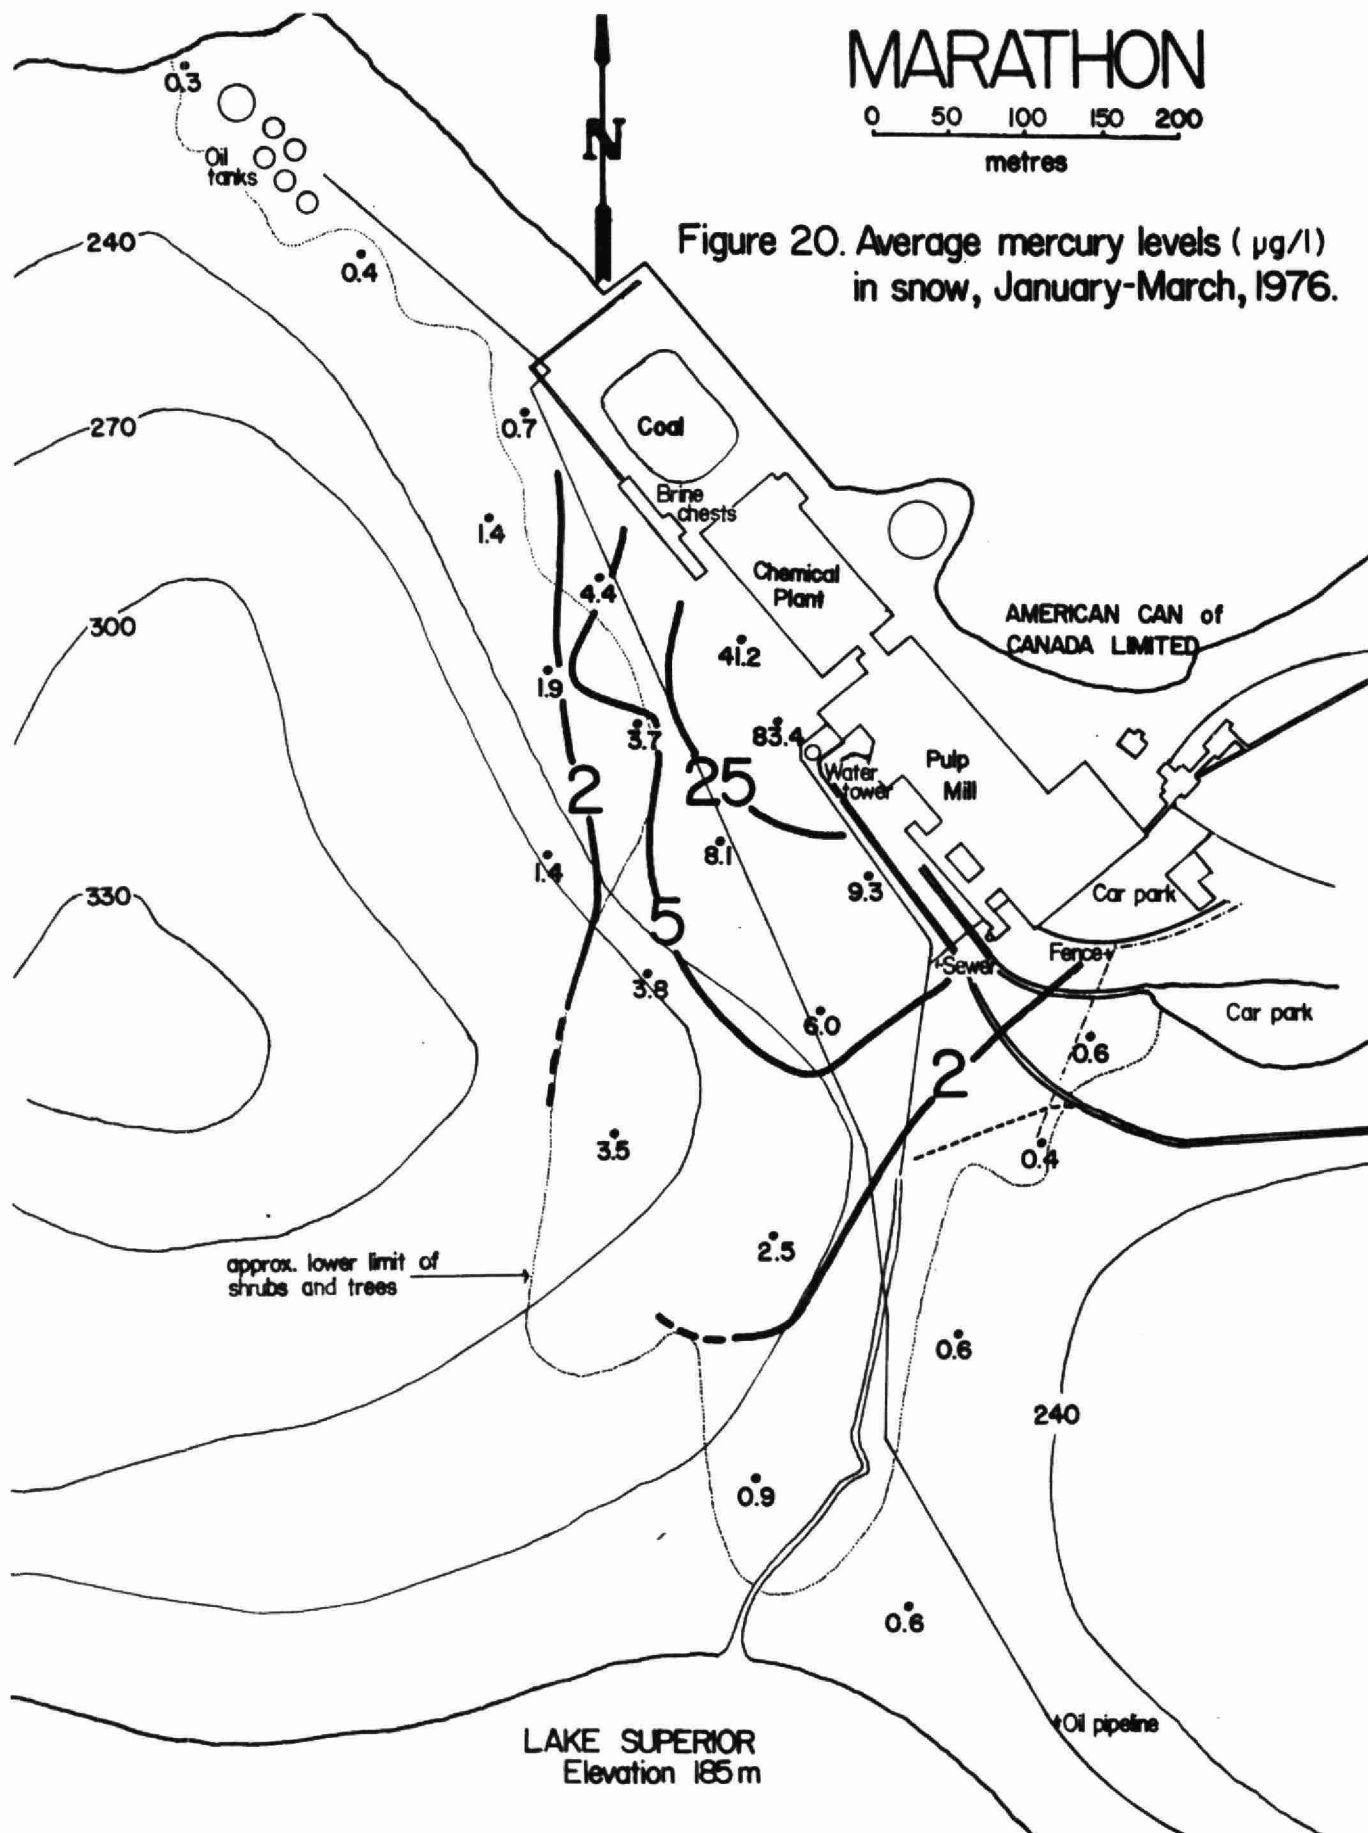 MARATHON
0 50 100 150 200
metres
N
Figure 20. Average mercury levels ( µg/l)
in snow, January-March, 1976.
0.3
Oil
tanks
240
0.4
270
0.7
Coal
Brine
chests
1.4
4.4
Chemical
Plant
300
AMERICAN CAN of
CANADA LIMITED
41.2
1.9
3.7
83.4
2
25
Water
tower
Pulp
Mill
8.1
1.4
9.3
330
Car park
5
Fence
Sewer
3.8
6.0
Car park
0.6
2
3.5
0.4
2.5
approx. lower limit of
shrubs and trees
0.6
240
0.9
0.6
Oil pipeline
LAKE SUPERIOR
Elevation 185 m